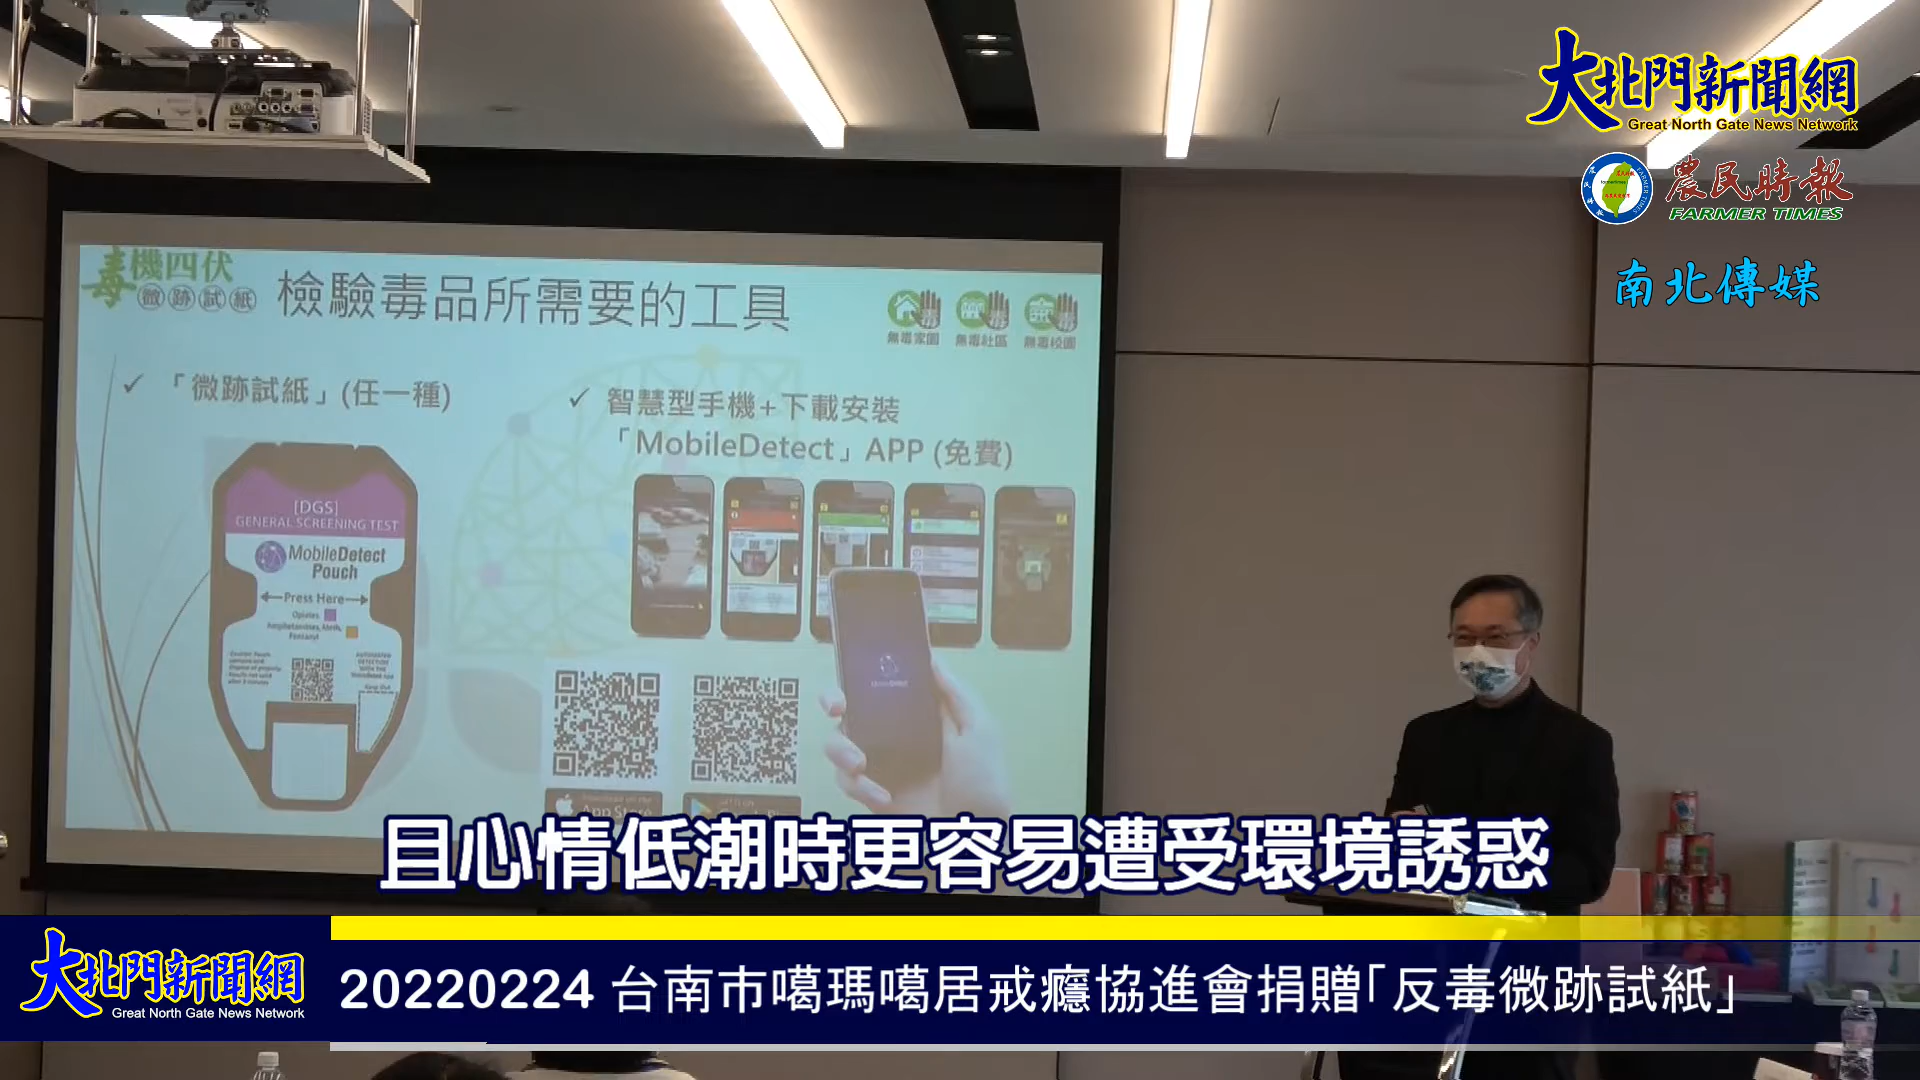 大北門新聞網
Great North Gate News Network
農民時報
FARMER TIMES
南北傳媒
毒機四伏
微跡試紙
檢驗毒品所需要的工具
無毒家園 無毒社區 無毒校園
✓ 「微跡試紙」(任一種)
✓ 智慧型手機+下載安裝
「MobileDetect」APP (免費)
[DGS]
GENERAL SCREENING TEST
MobileDetect
Pouch
Press Here
Opiates
Amphetamines, Meth,
Fentanyl
App Store
且心情低潮時更容易遭受環境誘惑
大北門新聞網
Great North Gate News Network
20220224 台南市噶瑪噶居戒癮協進會捐贈「反毒微跡試紙」